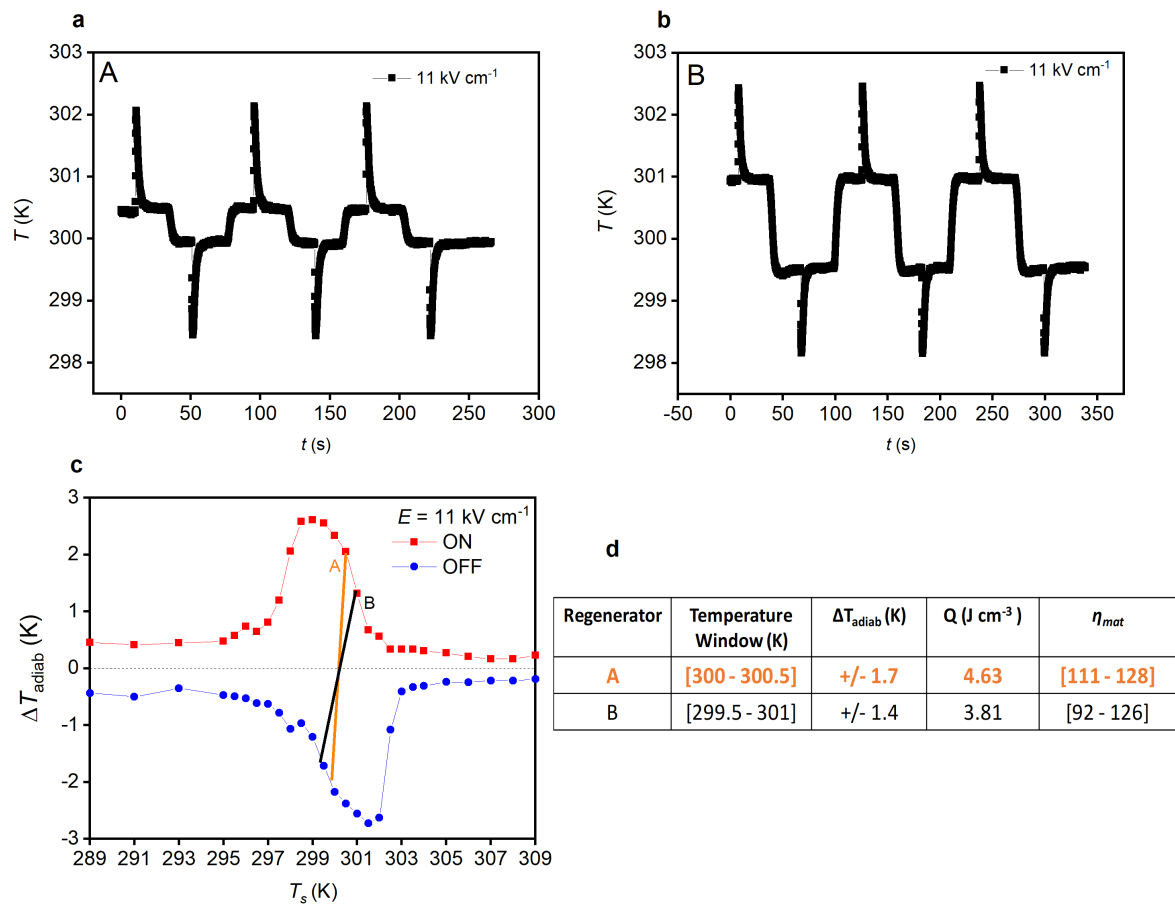 a
303
302
301
300
299
298
T (K)
A
11 kV cm⁻¹
0 50 100 150 200 250 300
t (s)
b
303
302
301
300
299
298
T (K)
B
11 kV cm⁻¹
-50 0 50 100 150 200 250 300 350
t (s)
c
3
2
1
0
-1
-2
-3
ΔT_adiab (K)
E = 11 kV cm⁻¹
ON
OFF
A
B
289 291 293 295 297 299 301 303 305 307 309
T_s (K)
d
Regenerator Temperature Window (K) ΔT_adiab (K) Q (J cm⁻³) η_mat
A [300 - 300.5] +/- 1.7 4.63 [111 - 128]
B [299.5 - 301] +/- 1.4 3.81 [92 - 126]